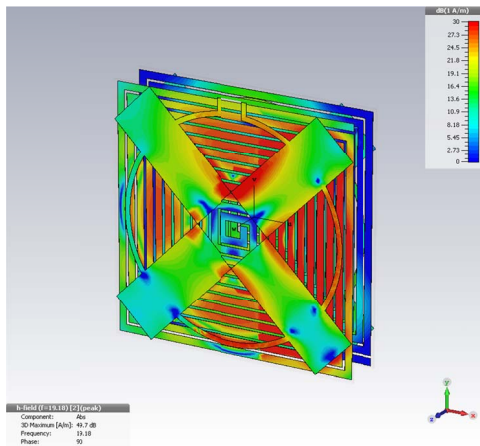 dB(1 A/m)
30
27.3
24.5
21.8
19.1
16.4
13.6
10.9
8.18
5.45
2.73
0
h-field (f=19.18) [2](peak)
Component: Abs
3D Maximum [A/m]: 49.7 dB
Frequency: 19.18
Phase: 90
y
x
z